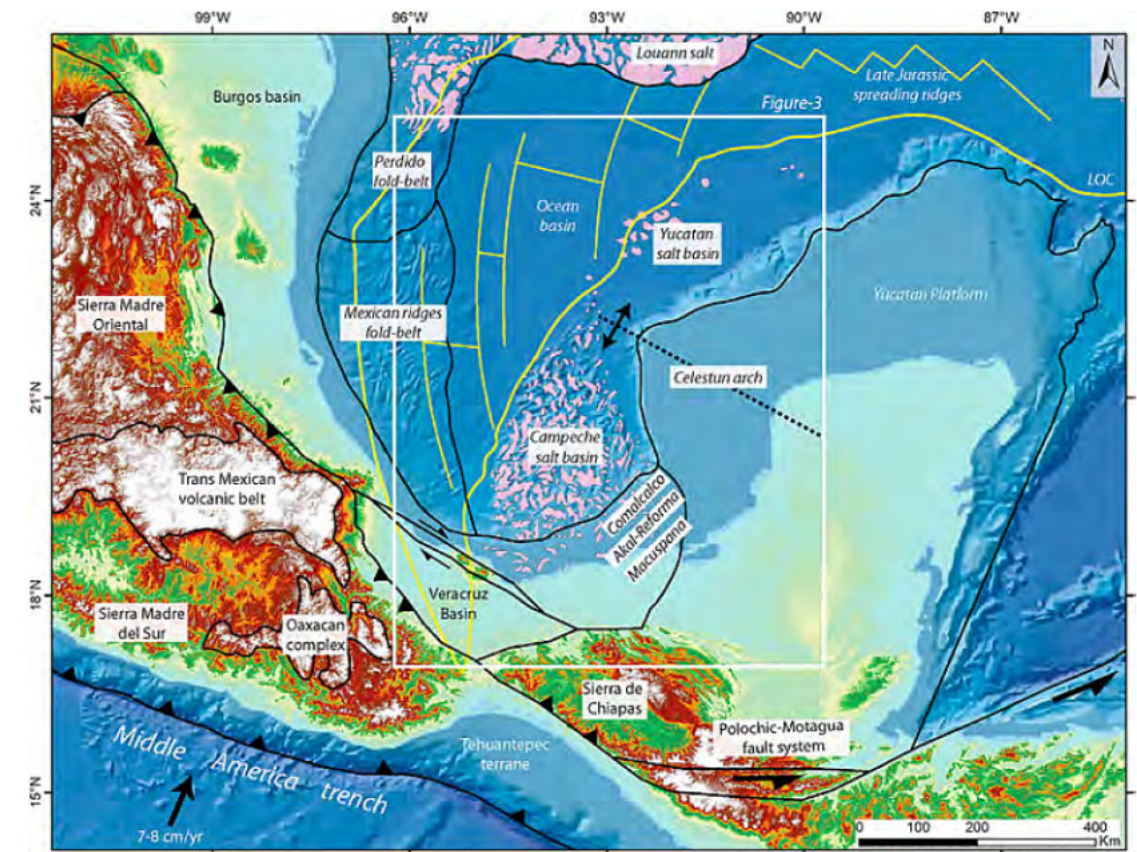 99°W
96°W
93°W
90°W
87°W
Louann salt
N
Burgos basin
Late Jurassic
spreading ridges
Figure-3
Perdido
fold-belt
LOC
24°N
Ocean
basin
Yucatan
salt basin
Yucatan Platform
Sierra Madre
Oriental
Mexican ridges
fold-belt
21°N
Celestun arch
Campeche
salt basin
Trans Mexican
volcanic belt
Comalcalco
Akal-Reforma
Macuspana
18°N
Veracruz
Basin
Sierra Madre
del Sur
Oaxacan
complex
Sierra de
Chiapas
Polochic-Motagua
fault system
Tehuantepec
terrane
Middle America trench
15°N
7-8 cm/yr
0 100 200 400
Km